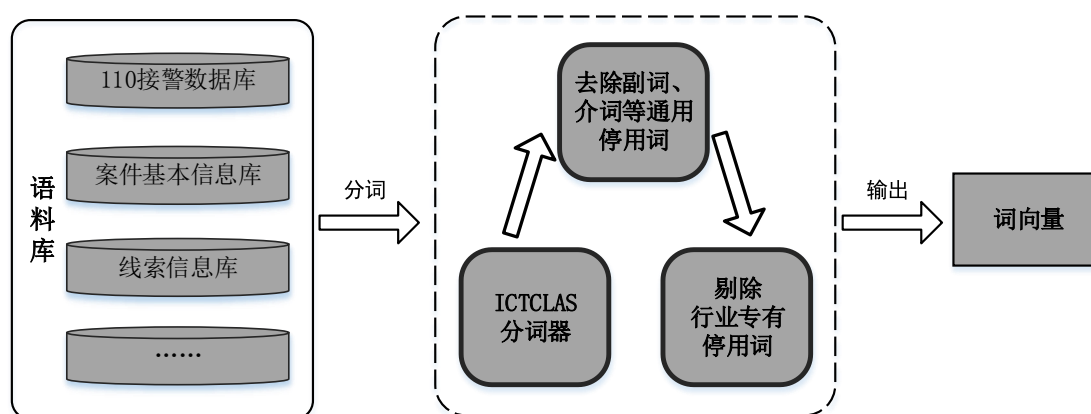 语
料
库
110接警数据库
案件基本信息库
线索信息库
……
分词
去除副词、
介词等通用
停用词
ICTCLAS
分词器
剔除
行业专有
停用词
输出
词向量